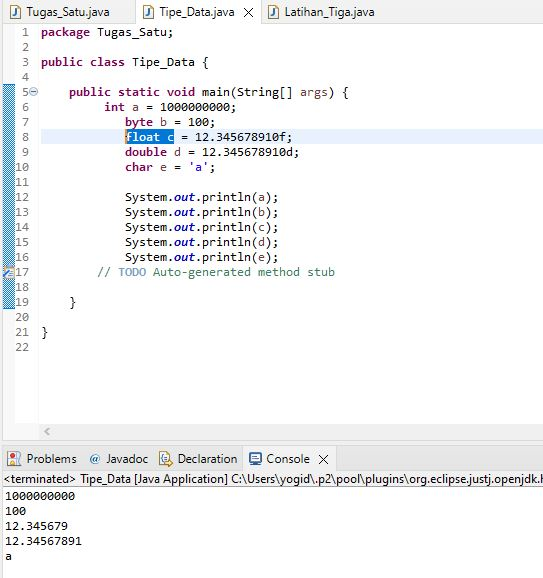 Tugas_Satu.java Tipe_Data.java Latihan_Tiga.java
1 package Tugas_Satu;
2
3 public class Tipe_Data {
4
5 public static void main(String[] args) {
6 int a = 1000000000;
7 byte b = 100;
8 float c = 12.345678910f;
9 double d = 12.345678910d;
10 char e = 'a';
11
12 System.out.println(a);
13 System.out.println(b);
14 System.out.println(c);
15 System.out.println(d);
16 System.out.println(e);
17 // TODO Auto-generated method stub
18
19 }
20
21 }
22
Problems @ Javadoc Declaration Console
<terminated> Tipe_Data [Java Application] C:\Users\yogid\.p2\pool\plugins\org.eclipse.justj.openjdk.h
1000000000
100
12.345679
12.34567891
a